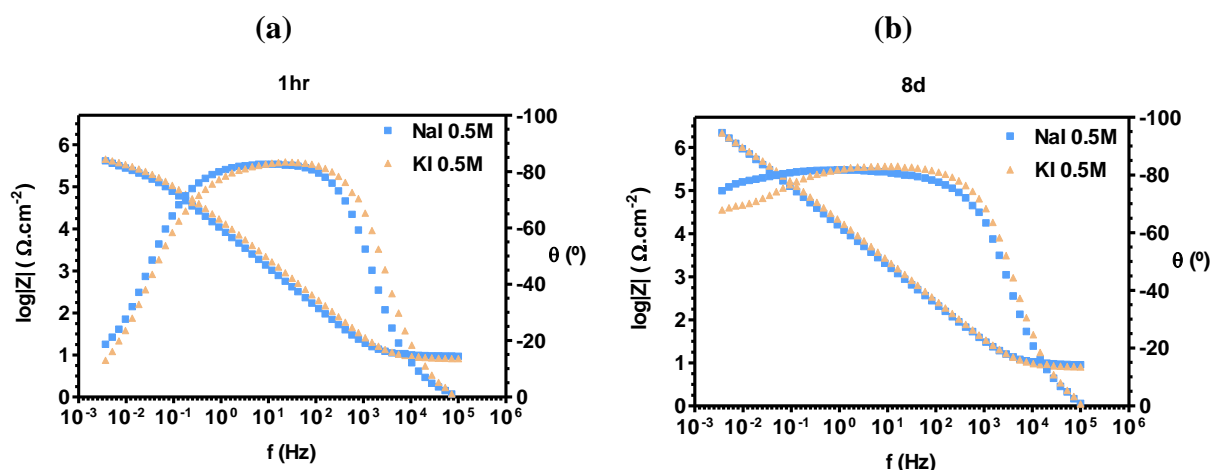 (a)
(b)
1hr
8d
NaI 0.5M
KI 0.5M
NaI 0.5M
KI 0.5M
log|Z| ( Ω.cm⁻²)
6
5
4
3
2
1
0
-100
-80
-60
-40
-20
0
θ (º)
10⁻³ 10⁻² 10⁻¹ 10⁰ 10¹ 10² 10³ 10⁴ 10⁵ 10⁶
f (Hz)
log|Z| ( Ω.cm⁻²)
6
5
4
3
2
1
0
-100
-80
-60
-40
-20
0
θ (º)
10⁻³ 10⁻² 10⁻¹ 10⁰ 10¹ 10² 10³ 10⁴ 10⁵ 10⁶
f (Hz)